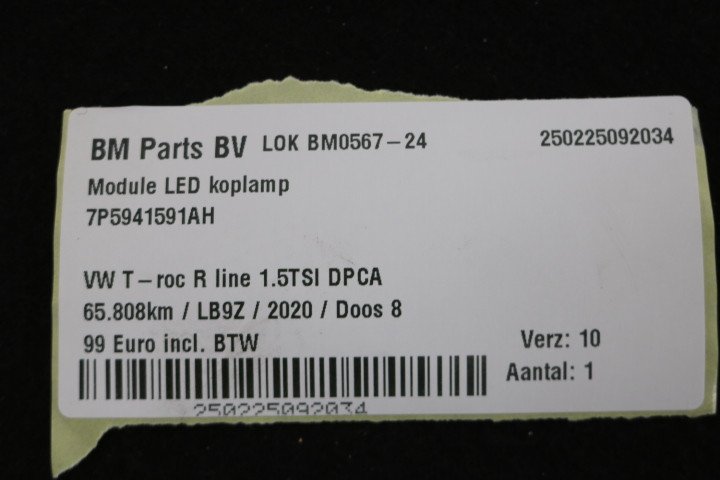 BM Parts BV LOK BM0567-24 250225092034
Module LED koplamp
7P5941591AH
VW T-roc R line 1.5TSI DPCA
65.808km / LB9Z / 2020 / Doos 8
99 Euro incl. BTW Verz: 10
Aantal: 1
250225092034